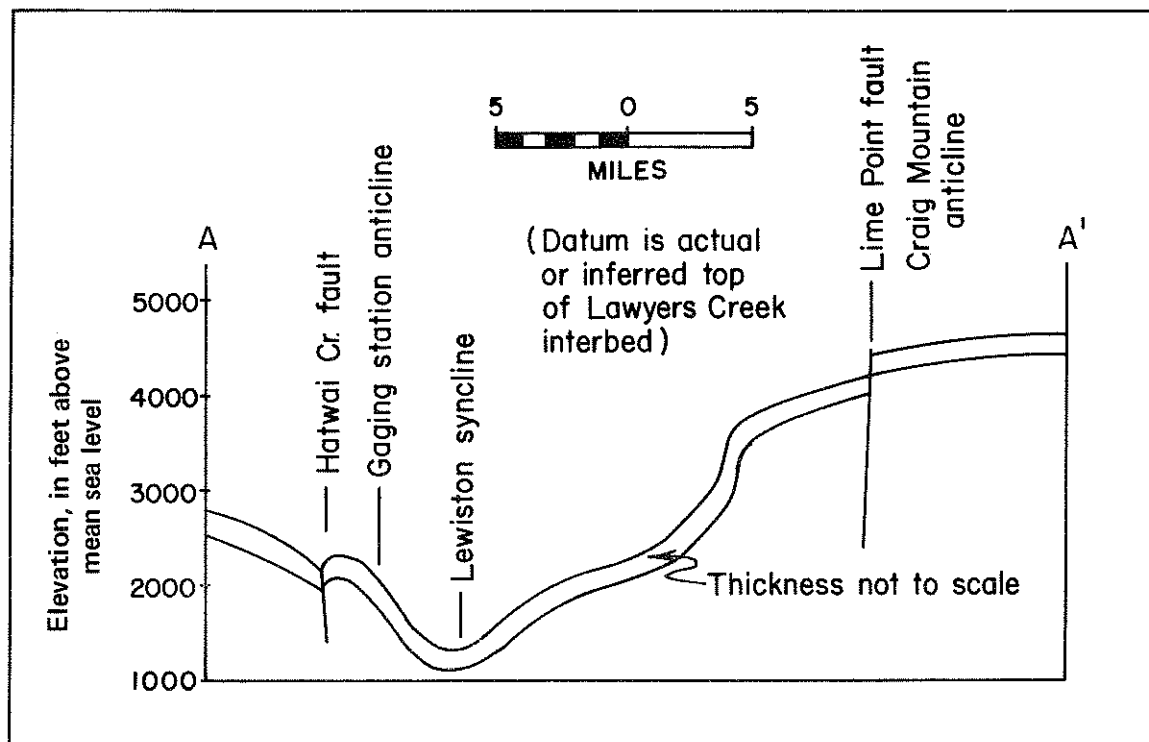 5 0 5
MILES
(Datum is actual
or inferred top
of Lawyers Creek
interbed)
A
Hatwai Cr. fault
Gaging station anticline
Lewiston syncline
Lime Point fault
Craig Mountain
anticline
A'
Elevation, in feet above
mean sea level
5000
4000
3000
2000
1000
Thickness not to scale